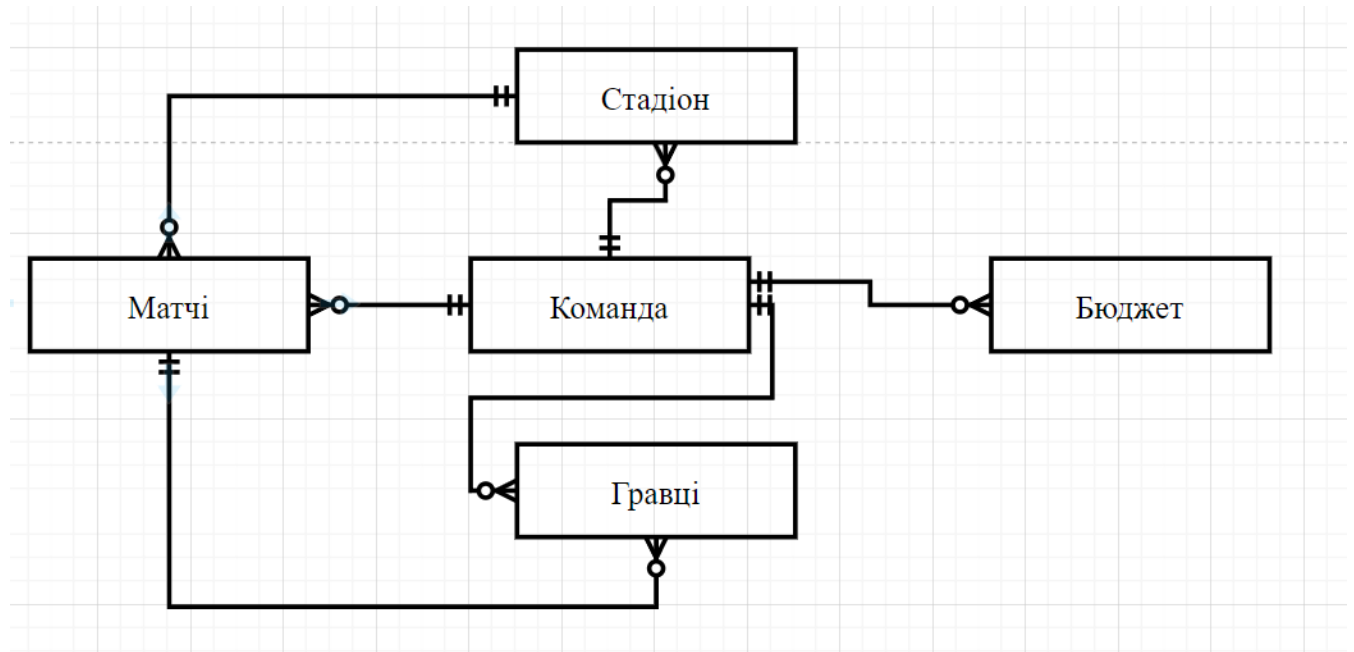 Стадіон
Матчі
Команда
Бюджет
Гравці